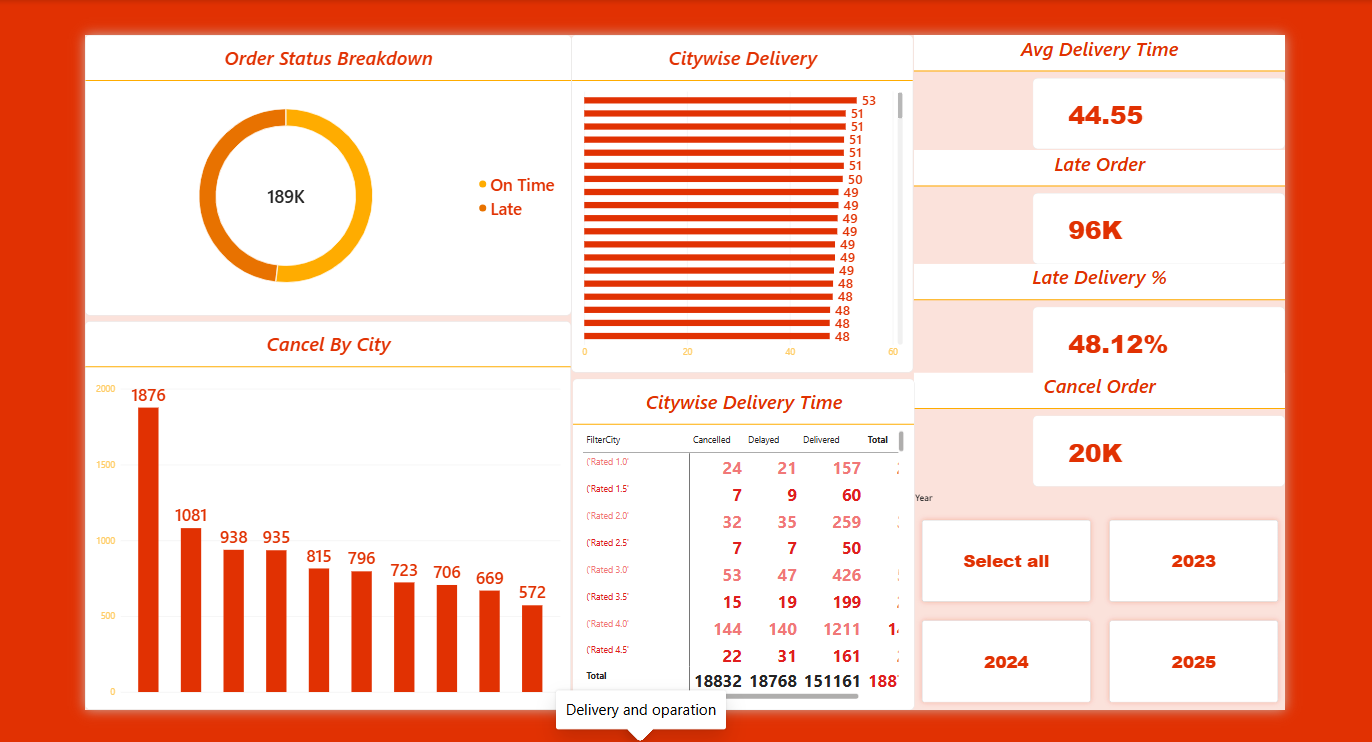 Order Status Breakdown
189K
On Time
Late
Cancel By City
2000
1500
1000
500
0
1876
1081
938
935
815
796
723
706
669
572
Citywise Delivery
53
51
51
51
51
51
50
49
49
49
49
49
49
49
48
48
48
48
48
0 20 40 60
Citywise Delivery Time
FilterCity Cancelled Delayed Delivered Total
('Rated 1.0' 24 21 157
('Rated 1.5' 7 9 60
('Rated 2.0' 32 35 259
('Rated 2.5' 7 7 50
('Rated 3.0' 53 47 426
('Rated 3.5' 15 19 199
('Rated 4.0' 144 140 1211
('Rated 4.5' 22 31 161
Total 18832 18768 151161 188
Avg Delivery Time
44.55
Late Order
96K
Late Delivery %
48.12%
Cancel Order
20K
Year
Select all
2023
2024
2025
Delivery and oparation